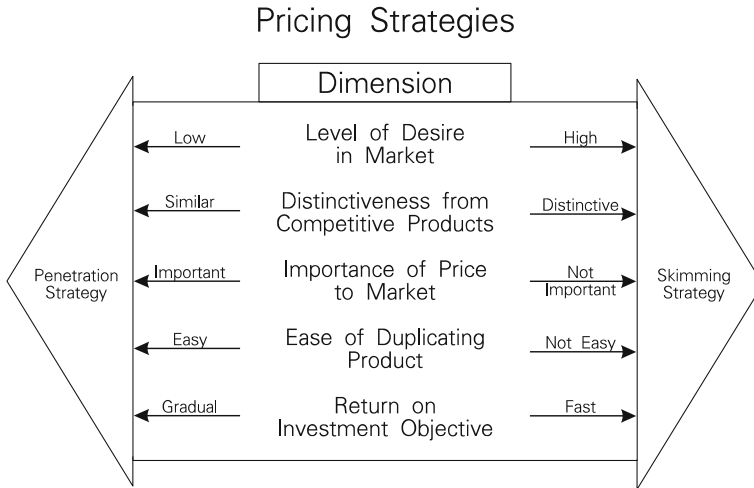 Pricing Strategies
Dimension
Low
Level of Desire
in Market
High
Similar
Distinctiveness from
Competitive Products
Distinctive
Penetration
Strategy
Important
Importance of Price
to Market
Not
Important
Skimming
Strategy
Easy
Ease of Duplicating
Product
Not Easy
Gradual
Return on
Investment Objective
Fast